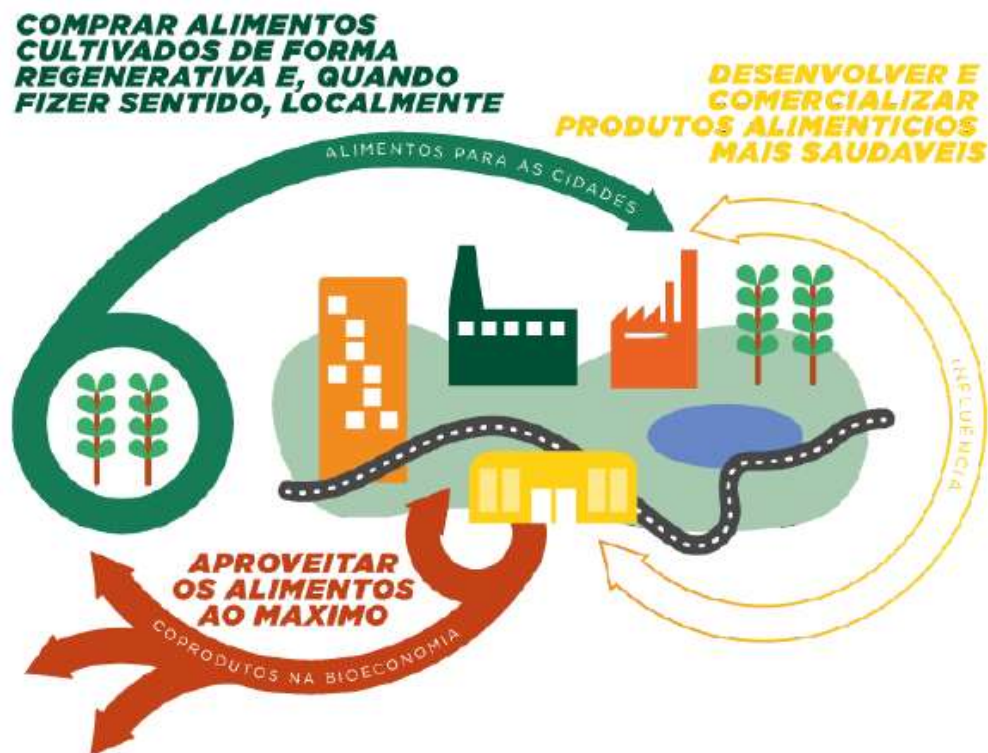 COMPRAR ALIMENTOS
CULTIVADOS DE FORMA
REGENERATIVA E, QUANDO
FIZER SENTIDO, LOCALMENTE
DESENVOLVER E
COMERCIALIZAR
PRODUTOS ALIMENTICIOS
MAIS SAUDAVEIS
ALIMENTOS PARA AS CIDADES
INFLUÊNCIA
APROVEITAR
OS ALIMENTOS
AO MAXIMO
COPRODUTOS NA BIOECONOMIA